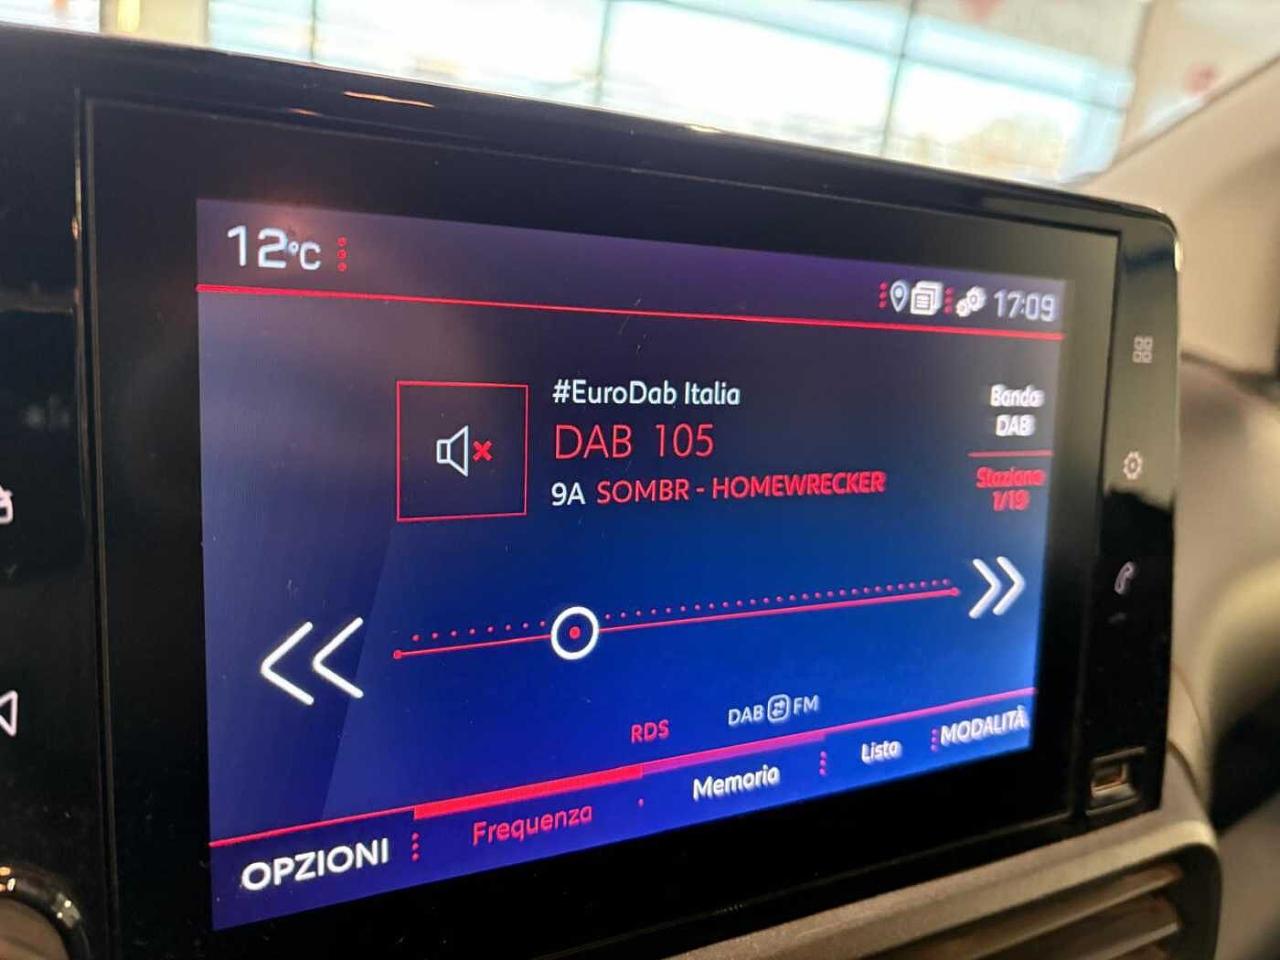 12°C
17:09
#EuroDab Italia
DAB 105
9A SOMBR - HOMEWRECKER
Banda
DAB
Stazione
1/19
RDS
DAB FM
OPZIONI
Frequenza
Memoria
Lista
MODALITÀ